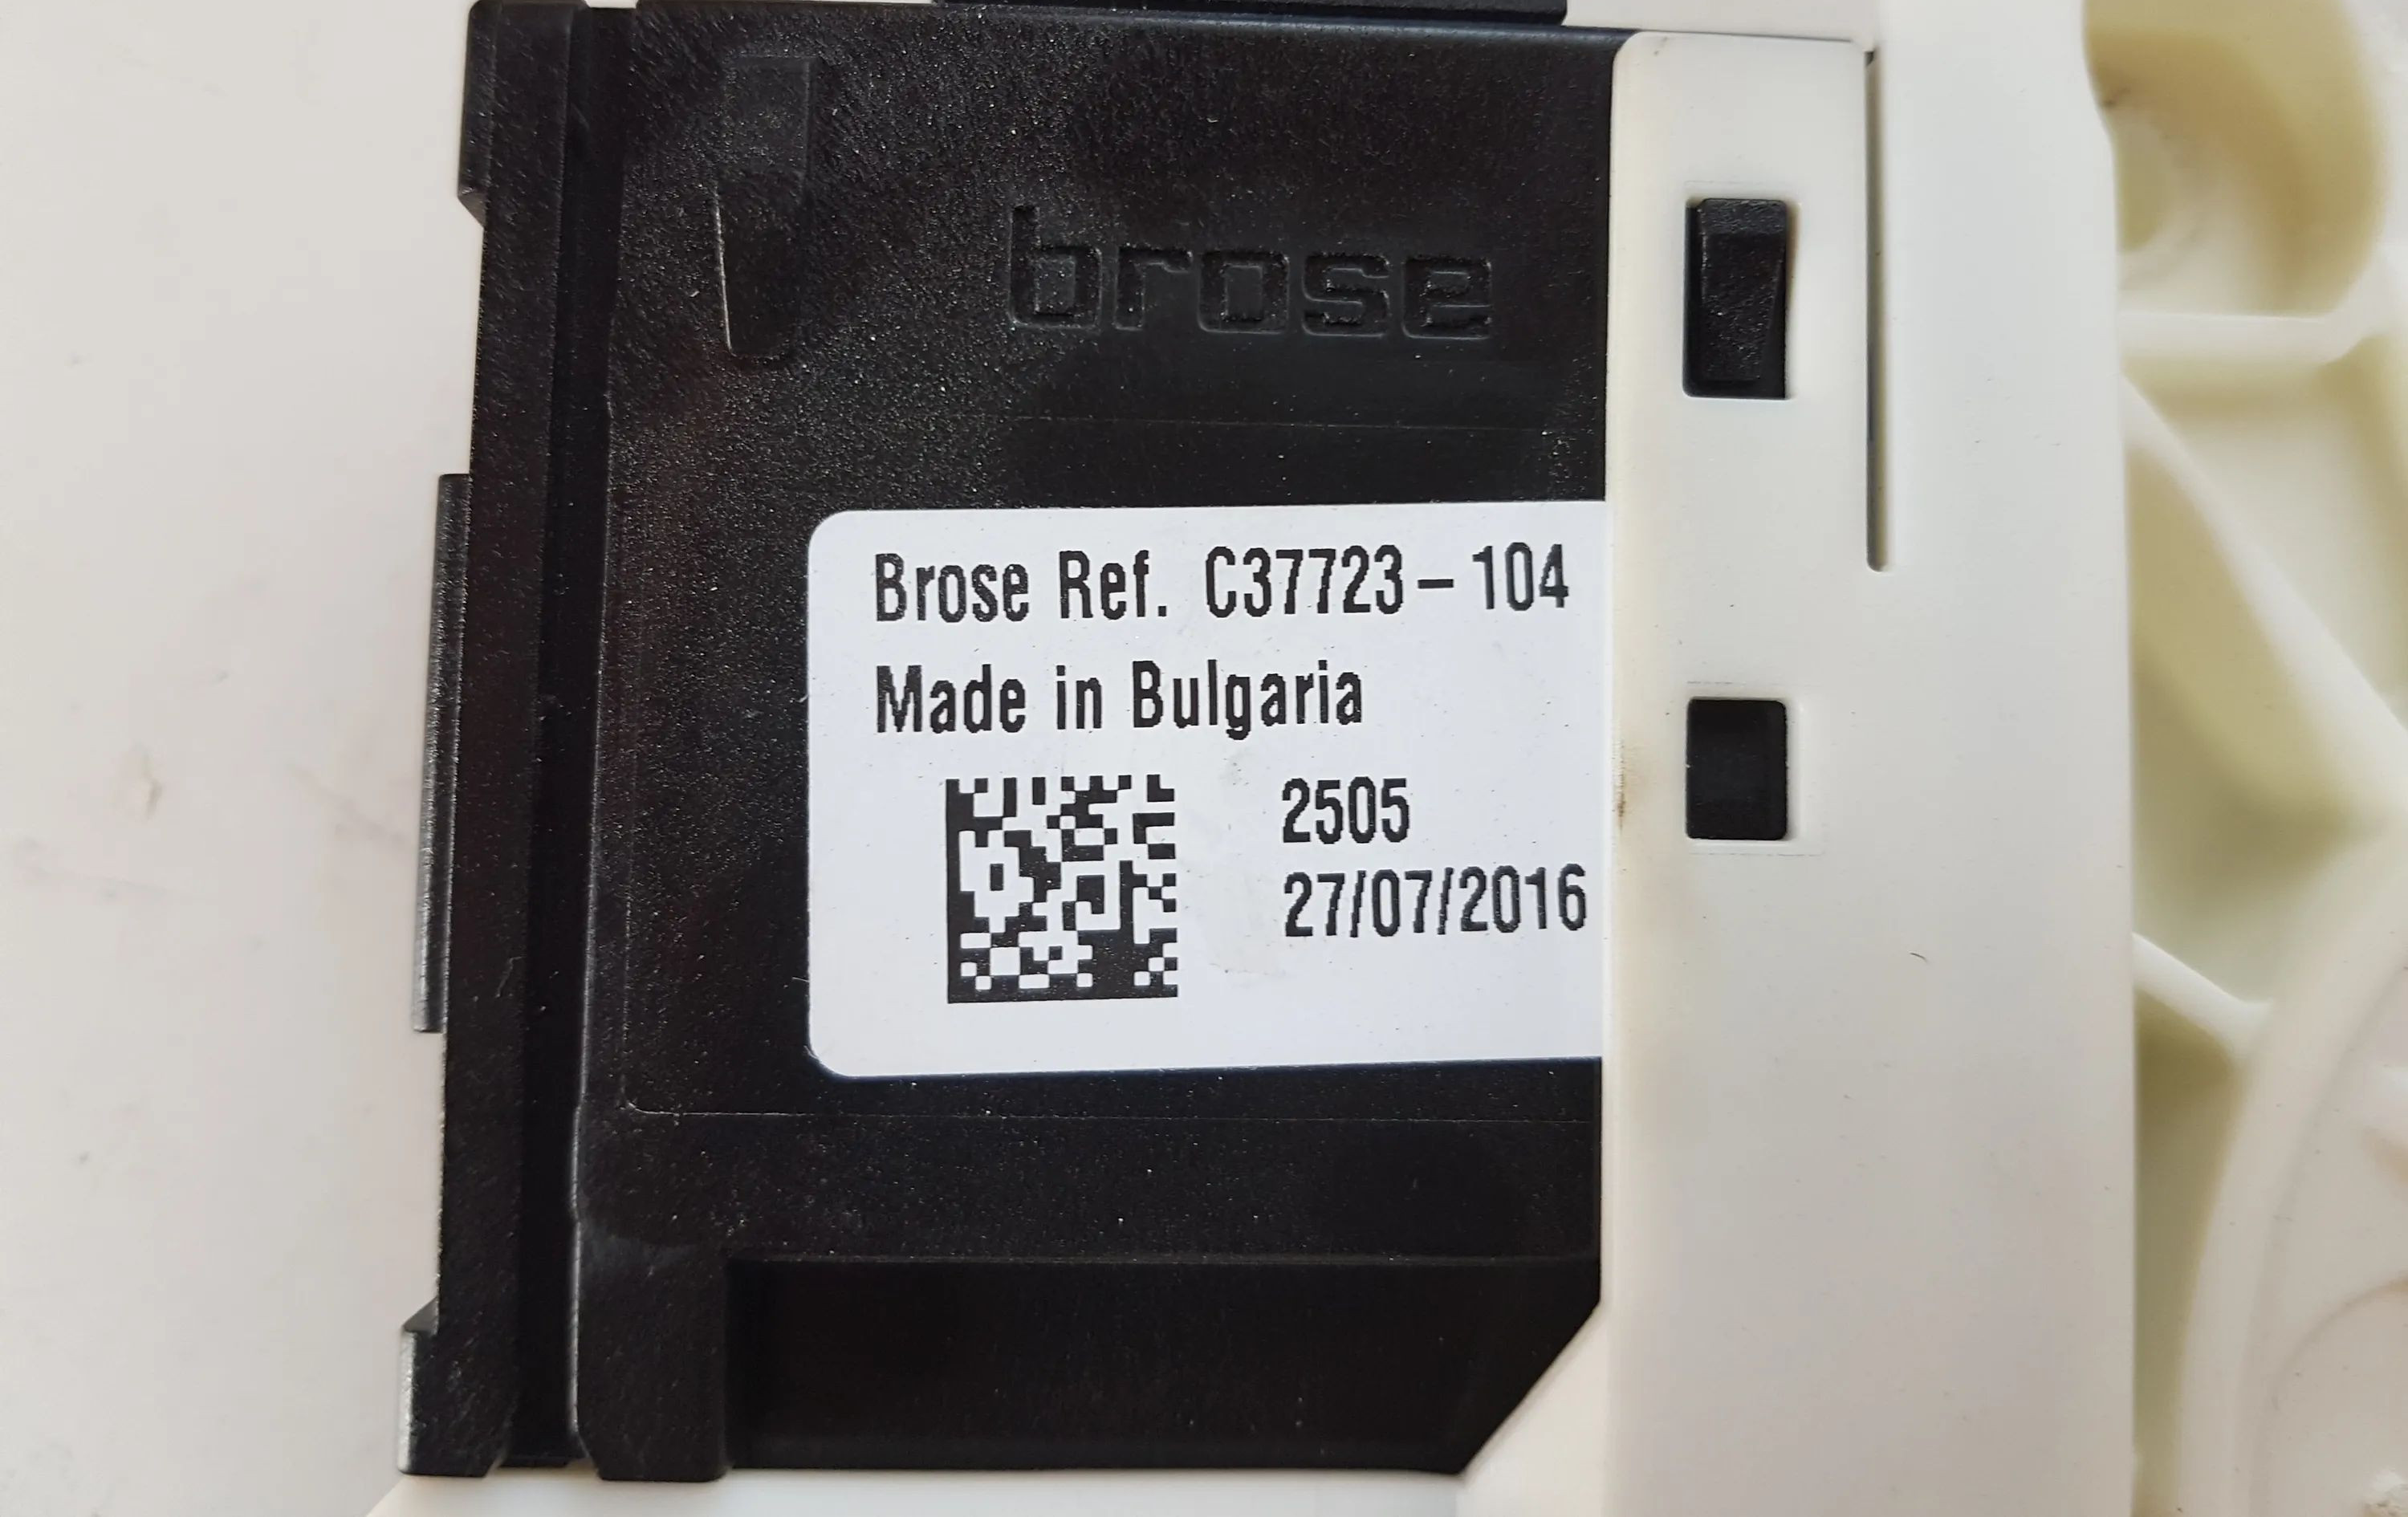 brose
Brose Ref. C37723-104
Made in Bulgaria
2505
27/07/2016